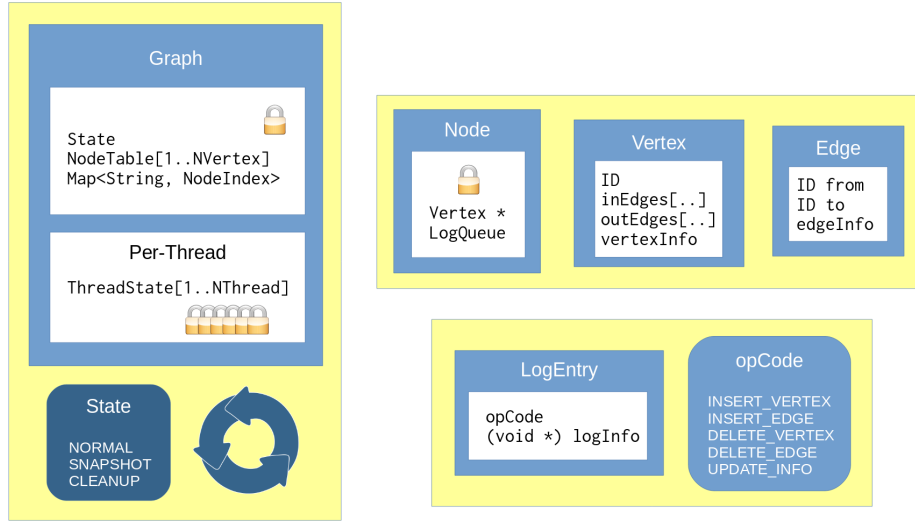 Graph
State
NodeTable[1..NVertex]
Map<String, NodeIndex>
Per-Thread
ThreadState[1..NThread]
State
NORMAL
SNAPSHOT
CLEANUP
Node
Vertex *
LogQueue
Vertex
ID
inEdges[..]
outEdges[..]
vertexInfo
Edge
ID from
ID to
edgeInfo
LogEntry
opCode
(void *) logInfo
opCode
INSERT_VERTEX
INSERT_EDGE
DELETE_VERTEX
DELETE_EDGE
UPDATE_INFO